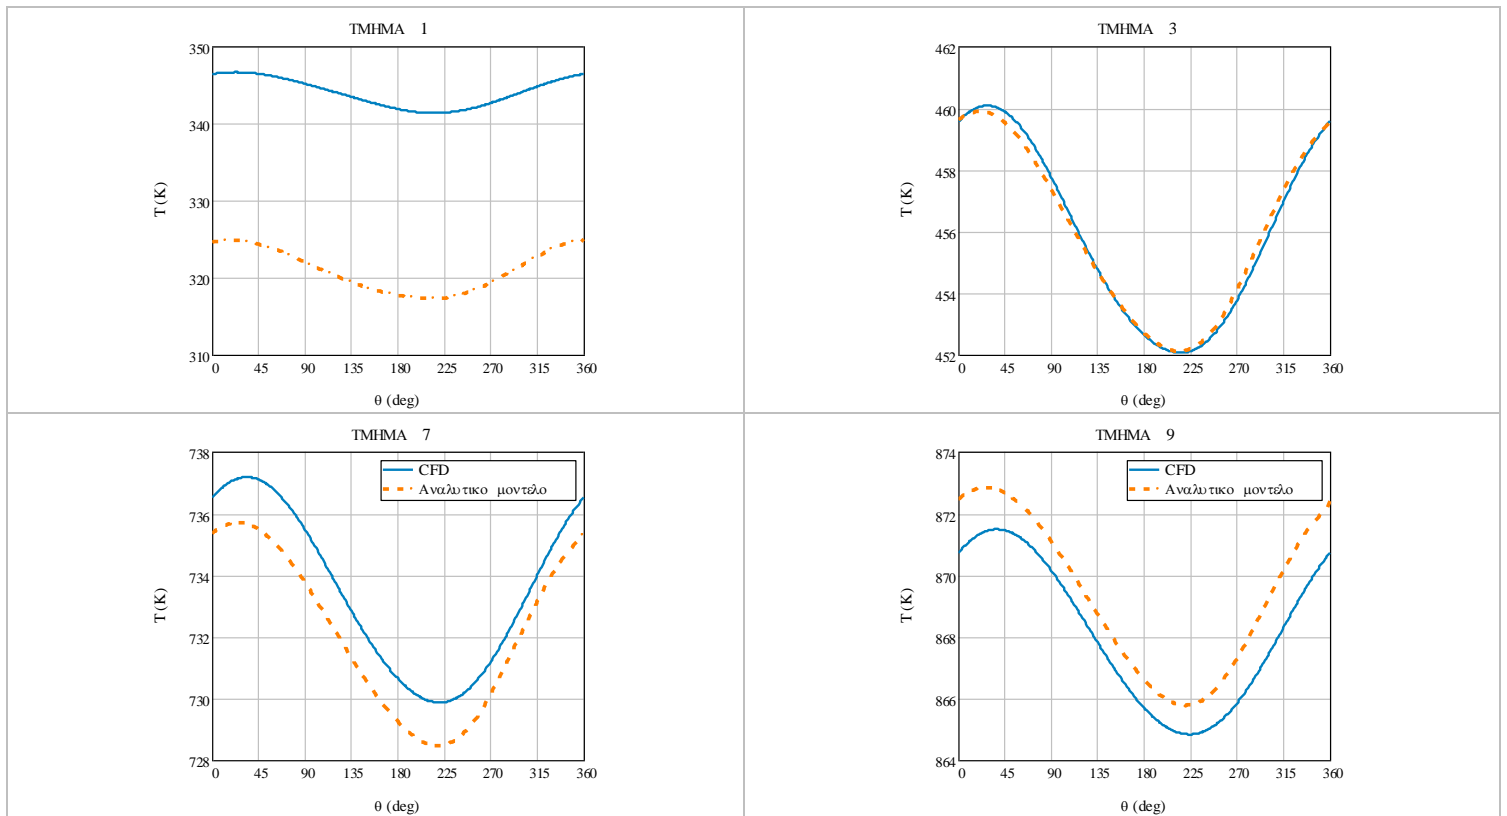 ΤΜΗΜΑ 1
350
340
330
320
310
T (K)
0 45 90 135 180 225 270 315 360
θ (deg)
ΤΜΗΜΑ 3
462
460
458
456
454
452
T (K)
0 45 90 135 180 225 270 315 360
θ (deg)
ΤΜΗΜΑ 7
738
736
734
732
730
728
T (K)
CFD
Αναλυτικο μοντελο
0 45 90 135 180 225 270 315 360
θ (deg)
ΤΜΗΜΑ 9
874
872
870
868
866
864
T (K)
CFD
Αναλυτικο μοντελο
0 45 90 135 180 225 270 315 360
θ (deg)